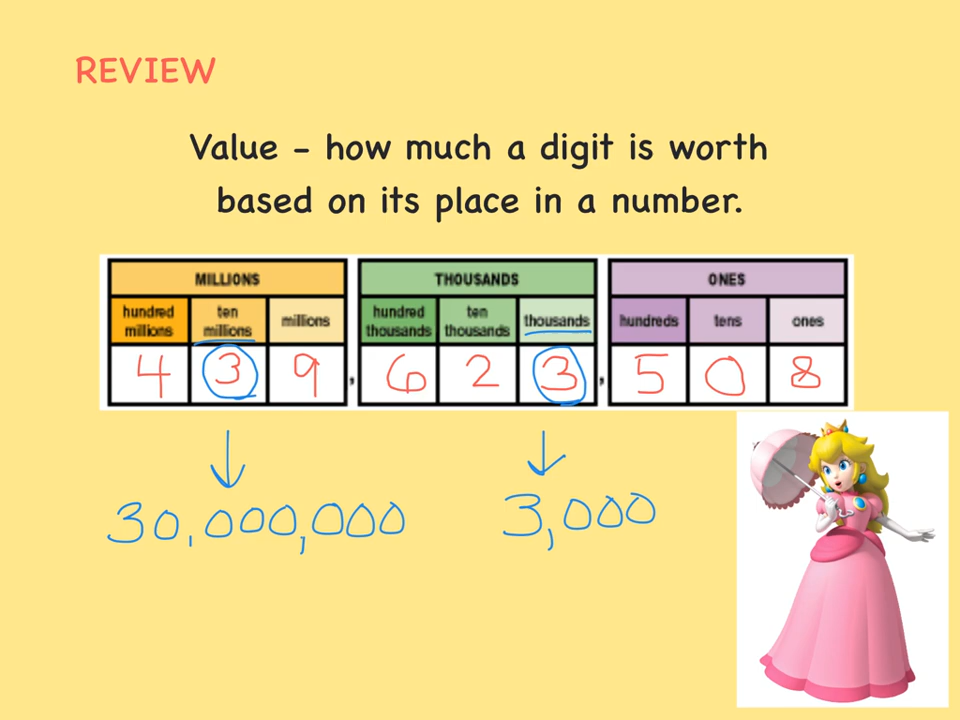 REVIEW
Value - how much a digit is worth
based on its place in a number.
MILLIONS THOUSANDS ONES
hundred millions ten millions millions hundred thousands ten thousands thousands hundreds tens ones
4 3 9 , 6 2 3 , 5 0 8
30,000,000 3,000